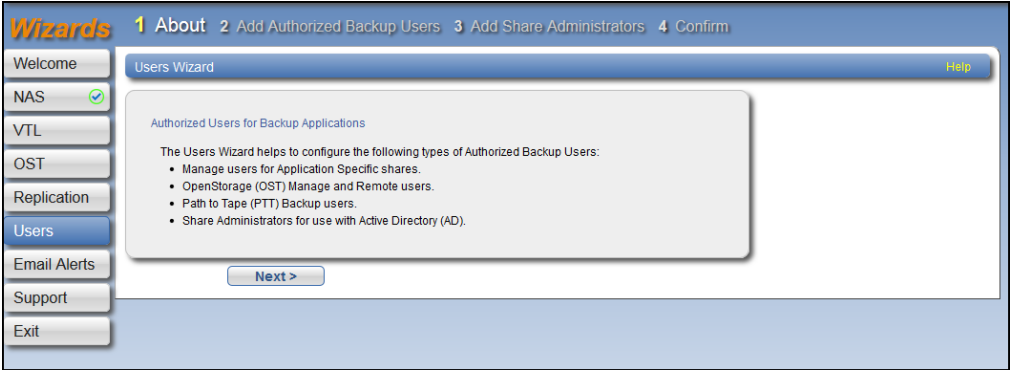 Wizards
1 About 2 Add Authorized Backup Users 3 Add Share Administrators 4 Confirm
Welcome
NAS
VTL
OST
Replication
Users
Email Alerts
Support
Exit
Users Wizard
Help
Authorized Users for Backup Applications
The Users Wizard helps to configure the following types of Authorized Backup Users:
• Manage users for Application Specific shares.
• OpenStorage (OST) Manage and Remote users.
• Path to Tape (PTT) Backup users.
• Share Administrators for use with Active Directory (AD).
Next >